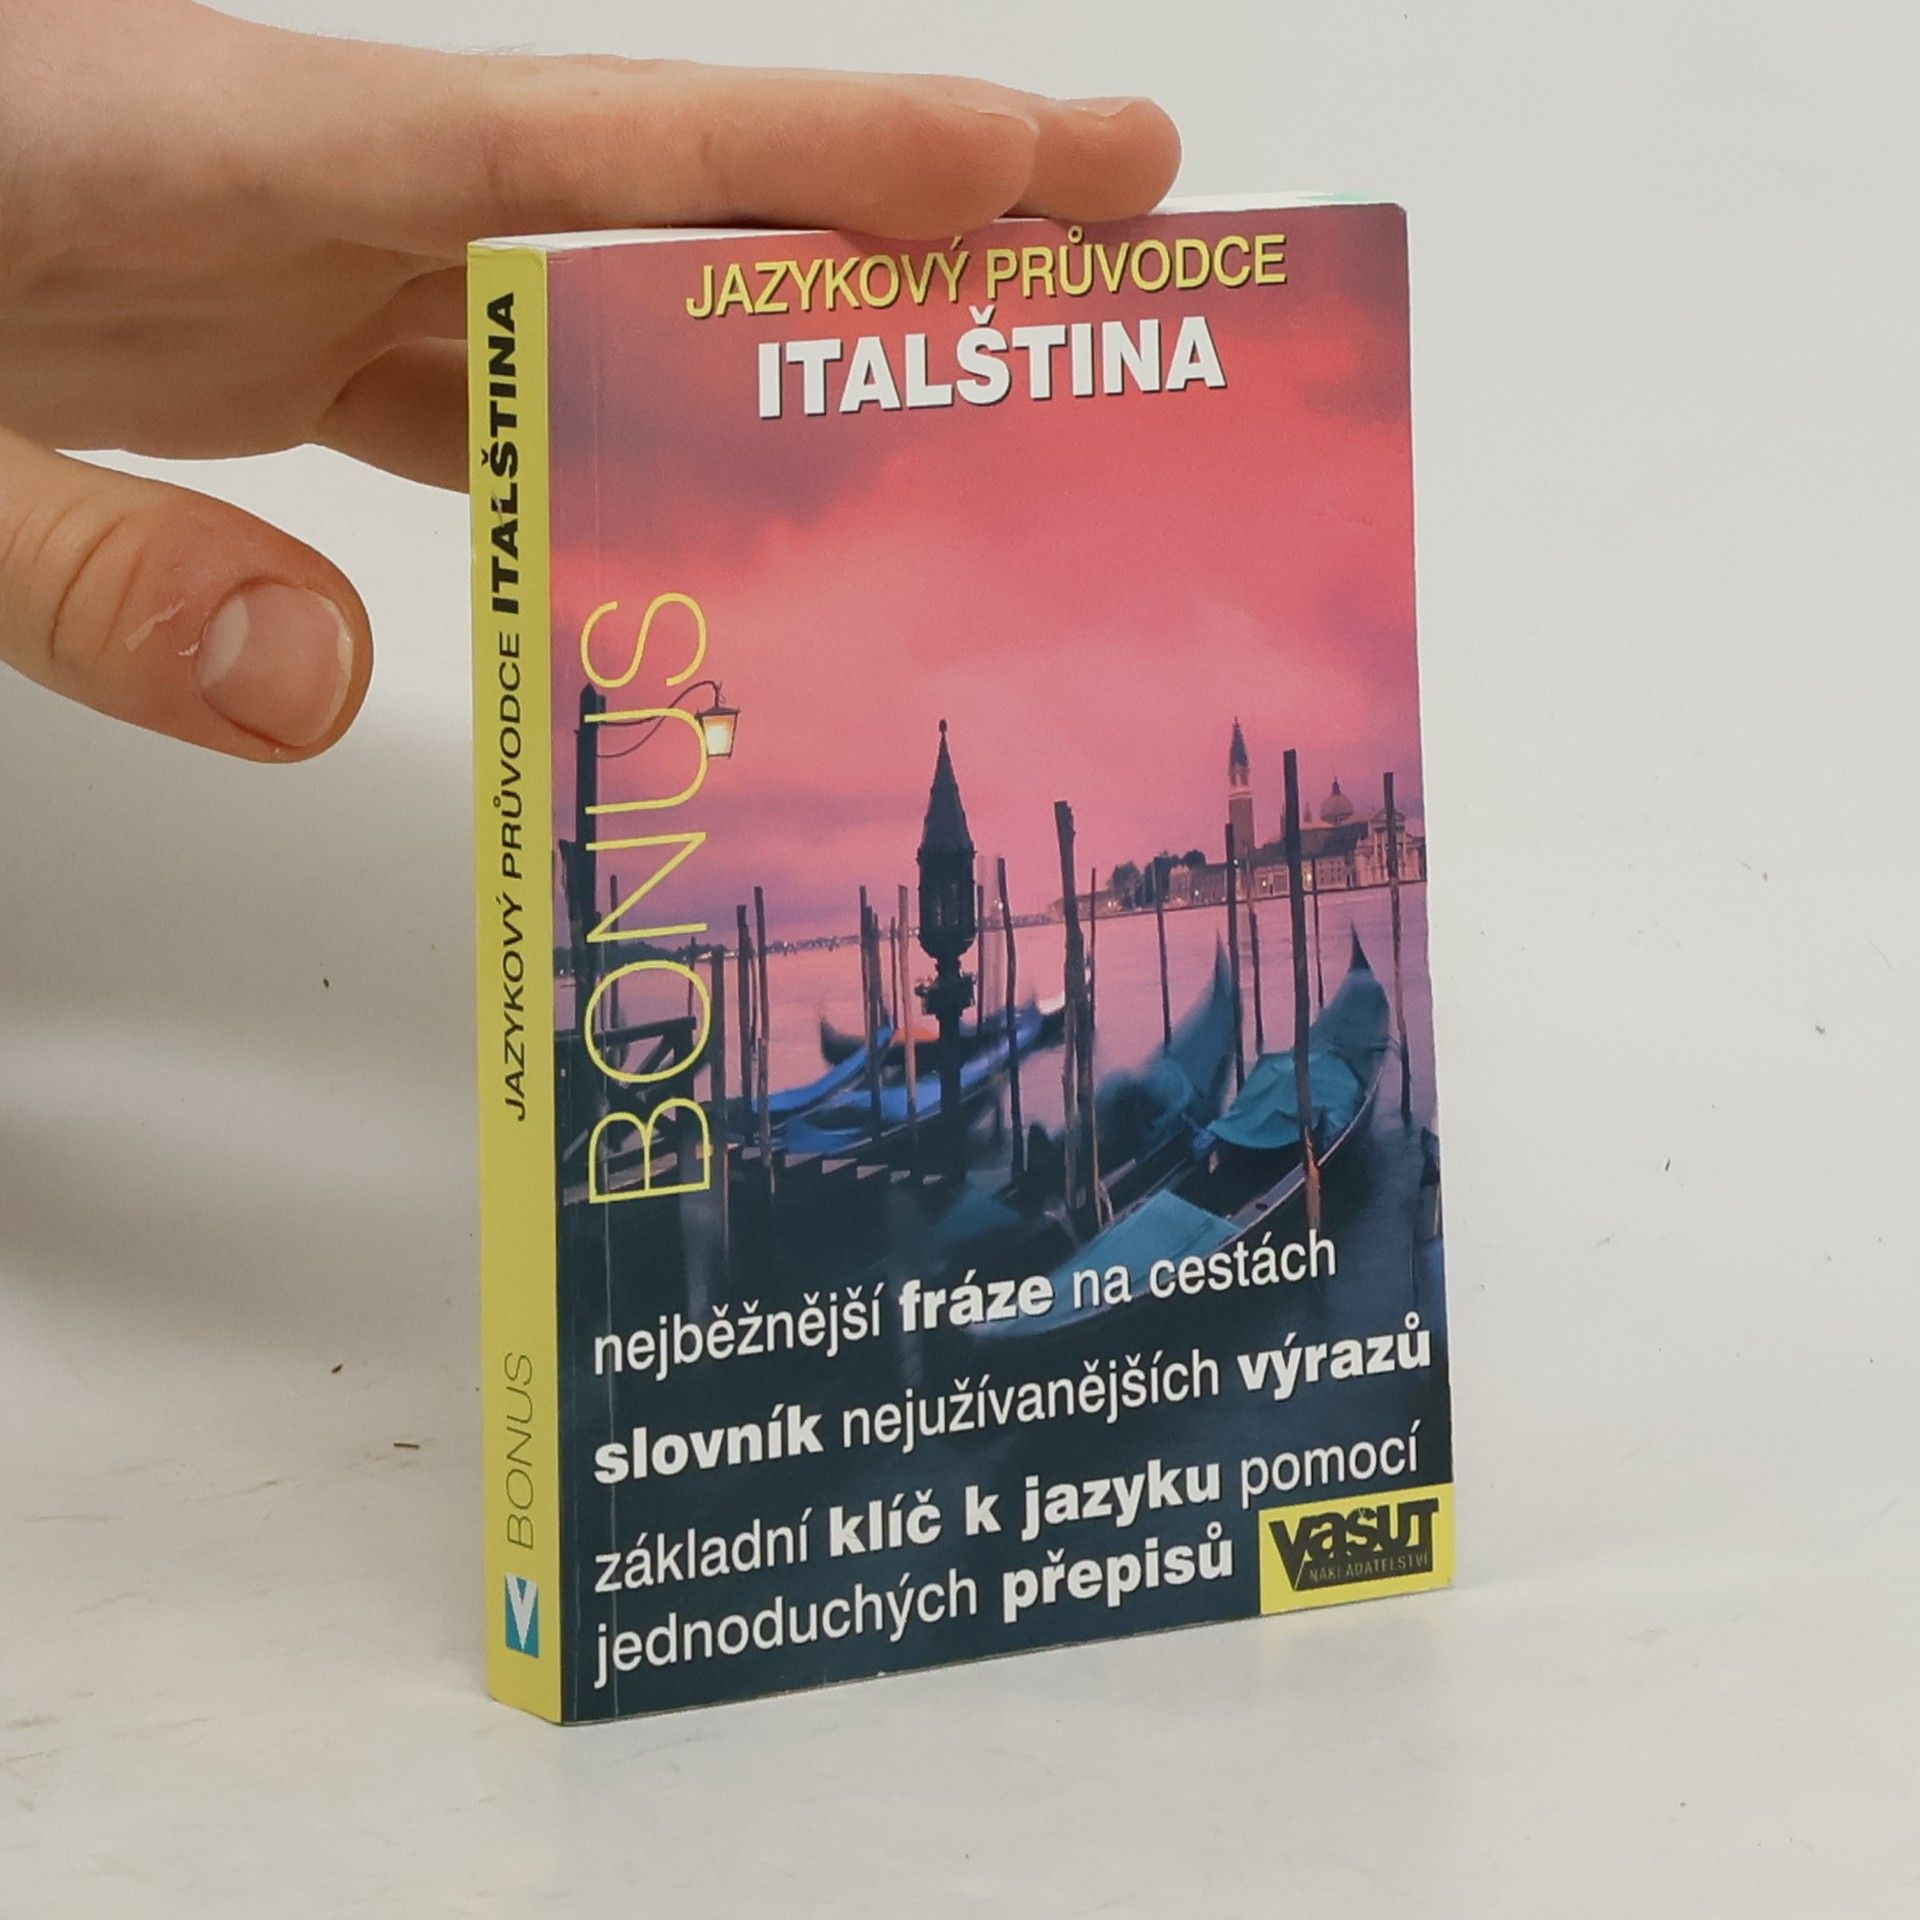 JAZYKOVÝ PRŮVODCE
ITALŠTINA
BONUS
nejběžnější fráze na cestách
slovník nejužívanějších výrazů
základní klíč k jazyku pomocí
jednoduchých přepisů
VAŠUT
NAKLADATELSTVÍ
JAZYKOVÝ PRŮVODCE ITALŠTINA
BONUS